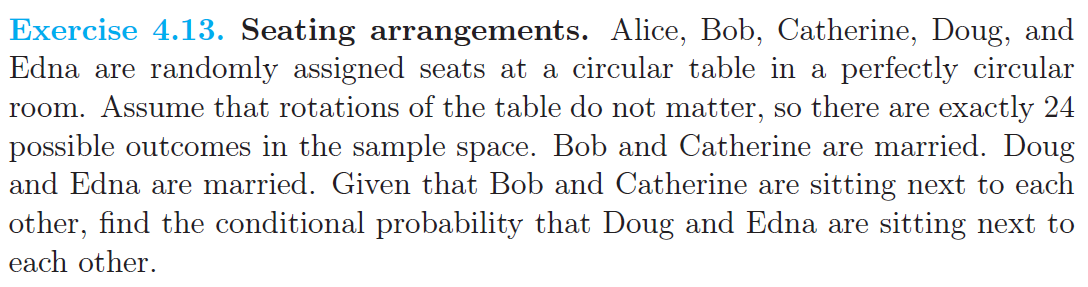 Exercise 4.13. Seating arrangements. Alice, Bob, Catherine, Doug, and
Edna are randomly assigned seats at a circular table in a perfectly circular
room. Assume that rotations of the table do not matter, so there are exactly 24
possible outcomes in the sample space. Bob and Catherine are married. Doug
and Edna are married. Given that Bob and Catherine are sitting next to each
other, find the conditional probability that Doug and Edna are sitting next to
each other.